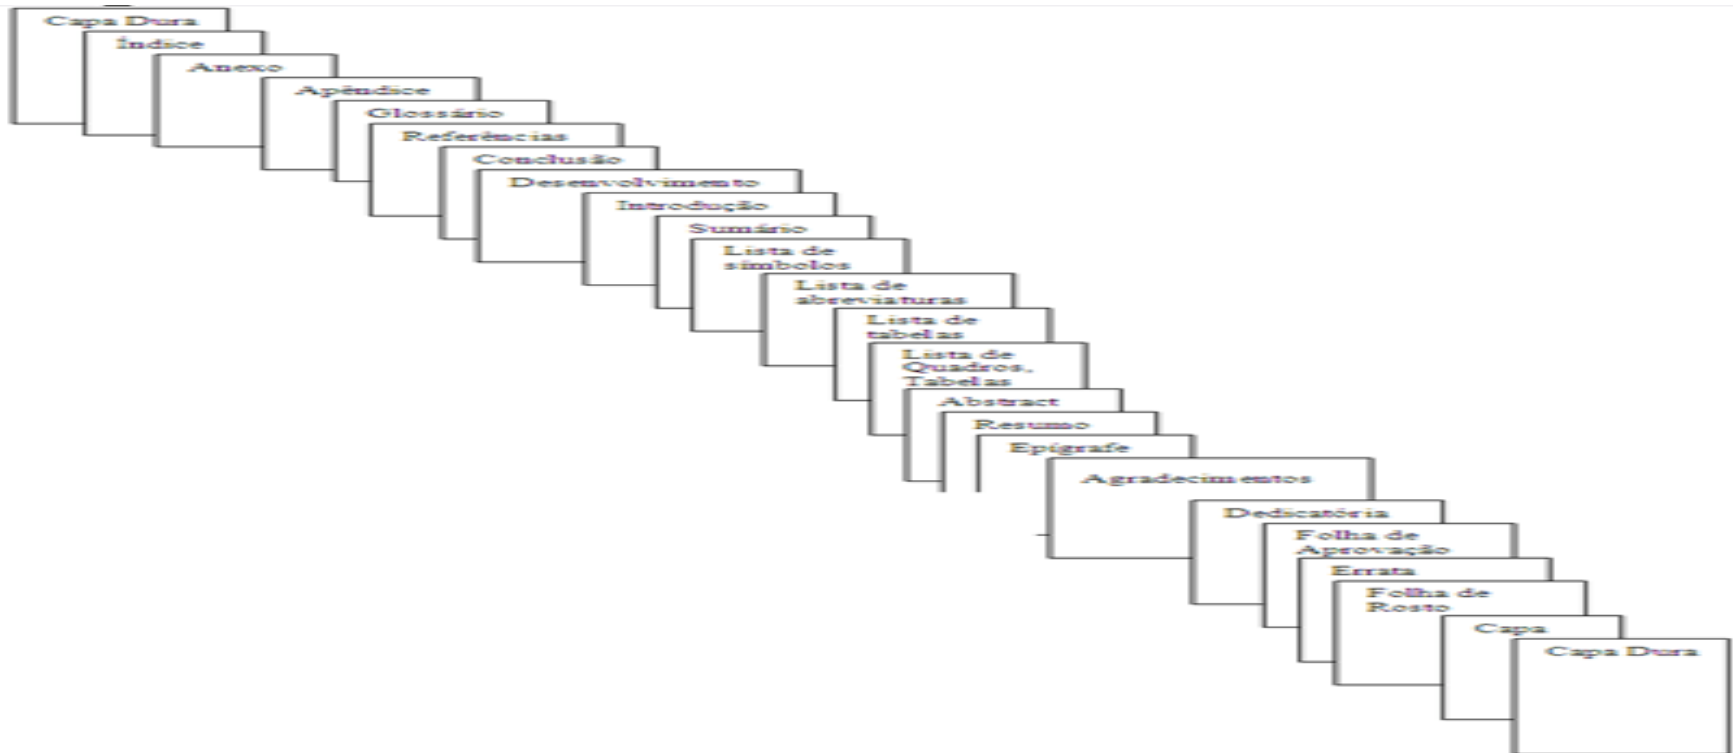 Capa Dura
Índice
Anexo
Apêndice
Glossário
Referências
Conclusão
Desenvolvimento
Introdução
Sumário
Lista de
símbolos
Lista de
abreviaturas
Lista de
tabelas
Lista de
Quadros,
Tabelas
Abstract
Resumo
Epígrafe
Agradecimentos
Dedicatória
Folha de
Aprovação
Errata
Folha de
Rosto
Capa
Capa Dura